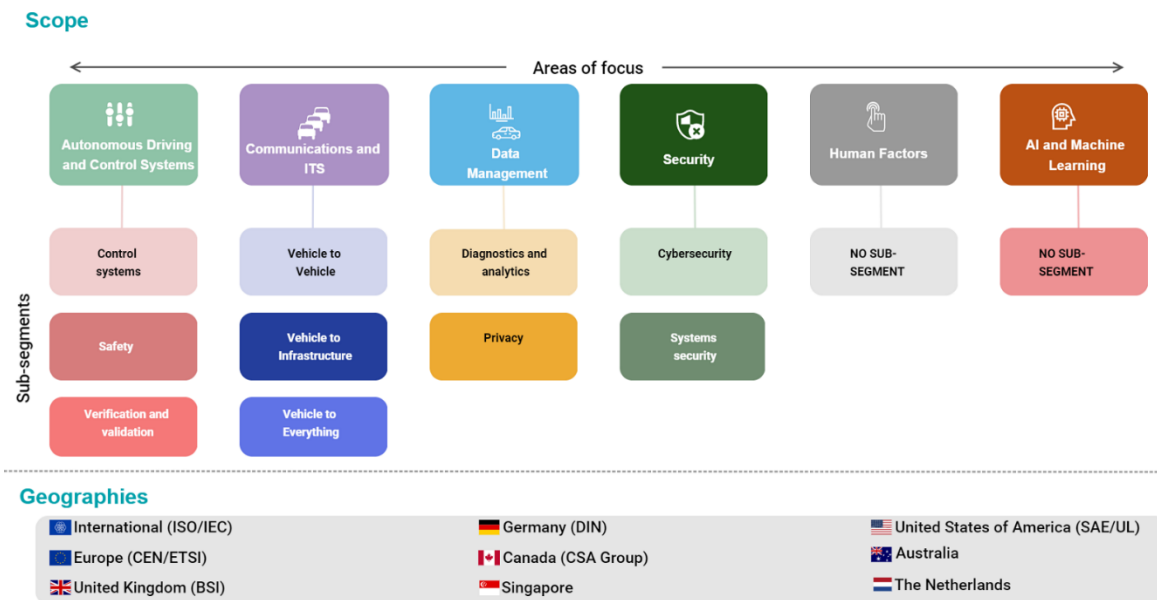 Scope
Areas of focus
Autonomous Driving
and Control Systems
Communications and
ITS
Data
Management
Security
Human Factors
AI and Machine
Learning
Sub-segments
Control
systems
Vehicle to
Vehicle
Diagnostics and
analytics
Cybersecurity
NO SUB-
SEGMENT
NO SUB-
SEGMENT
Safety
Vehicle to
Infrastructure
Privacy
Systems
security
Verification and
validation
Vehicle to
Everything
Geographies
International (ISO/IEC)
Germany (DIN)
United States of America (SAE/UL)
Europe (CEN/ETSI)
Canada (CSA Group)
Australia
United Kingdom (BSI)
Singapore
The Netherlands